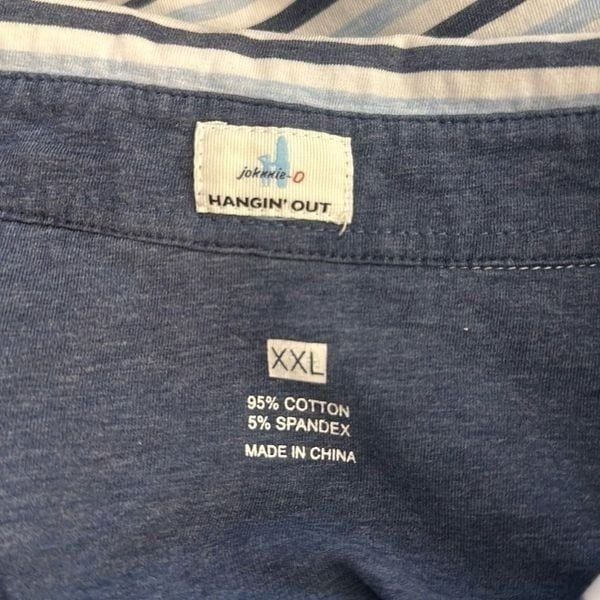 johnnie-O
HANGIN' OUT
XXL
95% COTTON
5% SPANDEX
MADE IN CHINA